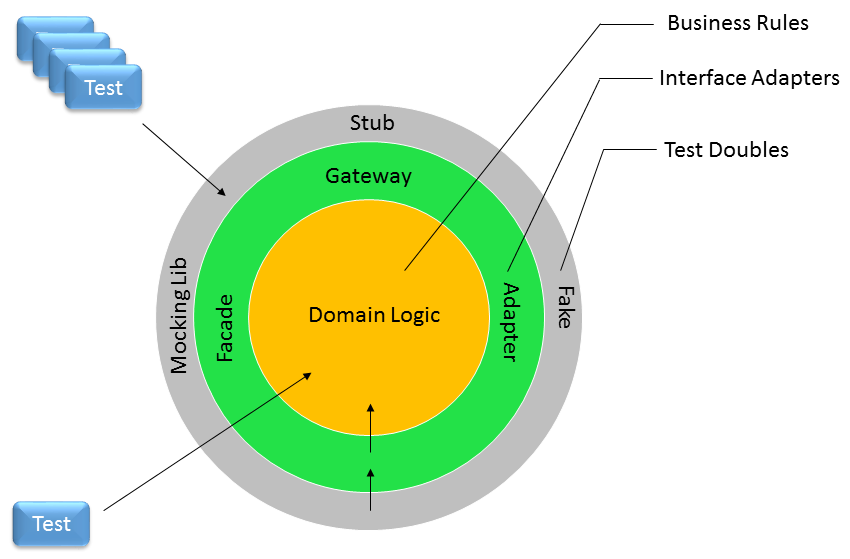 Business Rules
Interface Adapters
Test
Stub
Test Doubles
Gateway
Mocking Lib
Facade
Domain Logic
Adapter
Fake
Test